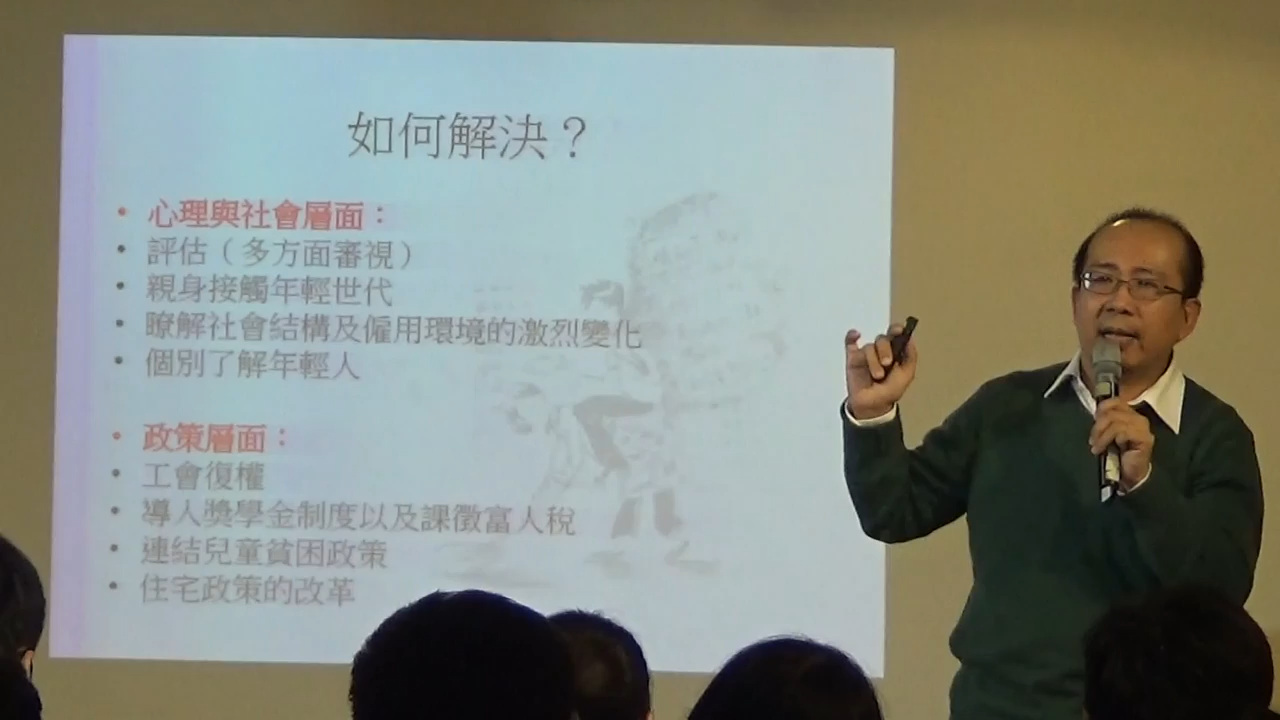 如何解決？
• 心理與社會層面：
• 評估（多方面審視）
• 親身接觸年輕世代
• 瞭解社會結構及僱用環境的激烈變化
• 個別了解年輕人
• 政策層面：
• 工會復權
• 導人獎學金制度以及課徵富人稅
• 連結兒童貧困政策
• 住宅政策的改革